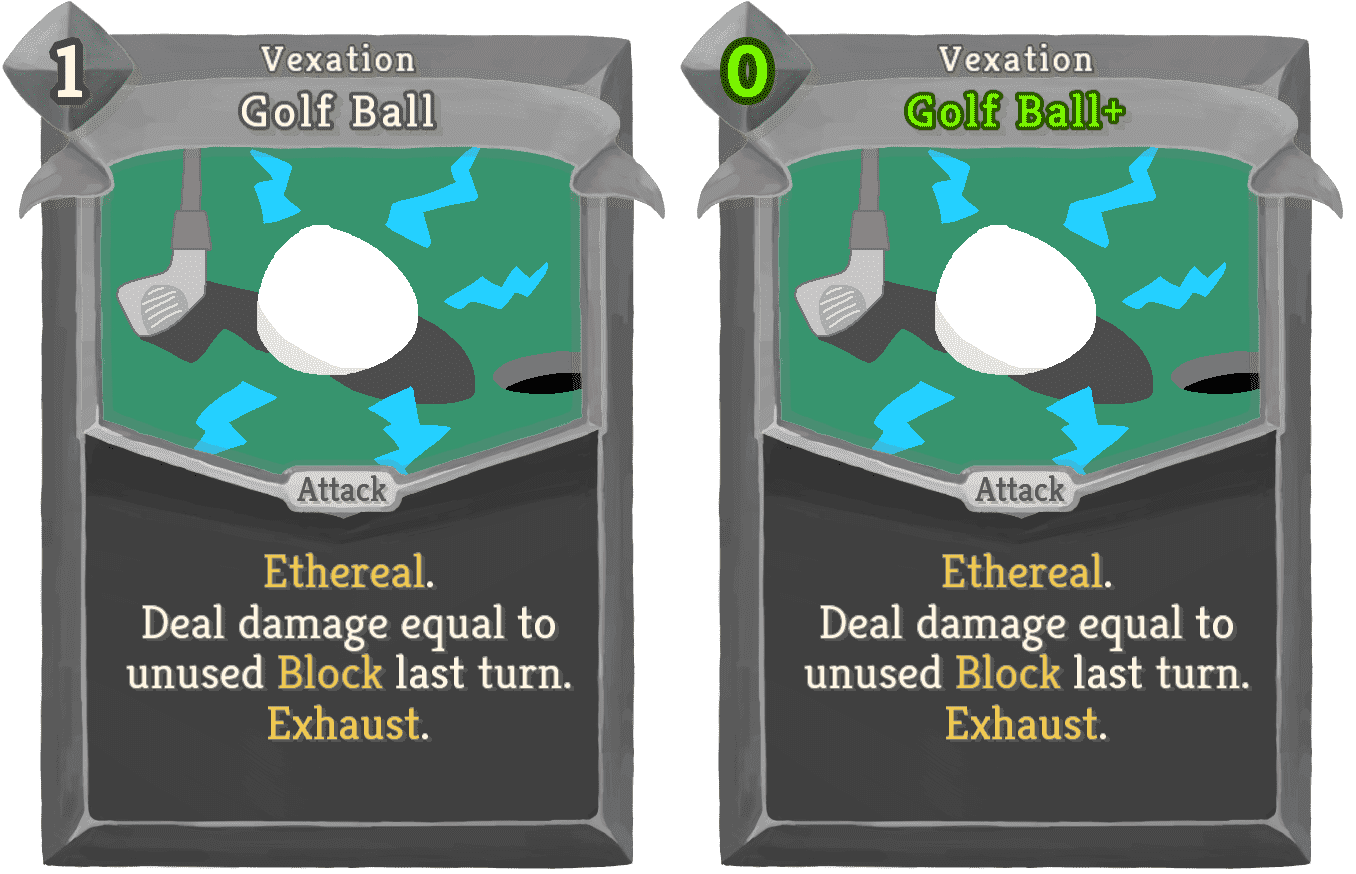 1
Vexation
Golf Ball
Attack
Ethereal.
Deal damage equal to
unused Block last turn.
Exhaust.
0
Vexation
Golf Ball+
Attack
Ethereal.
Deal damage equal to
unused Block last turn.
Exhaust.